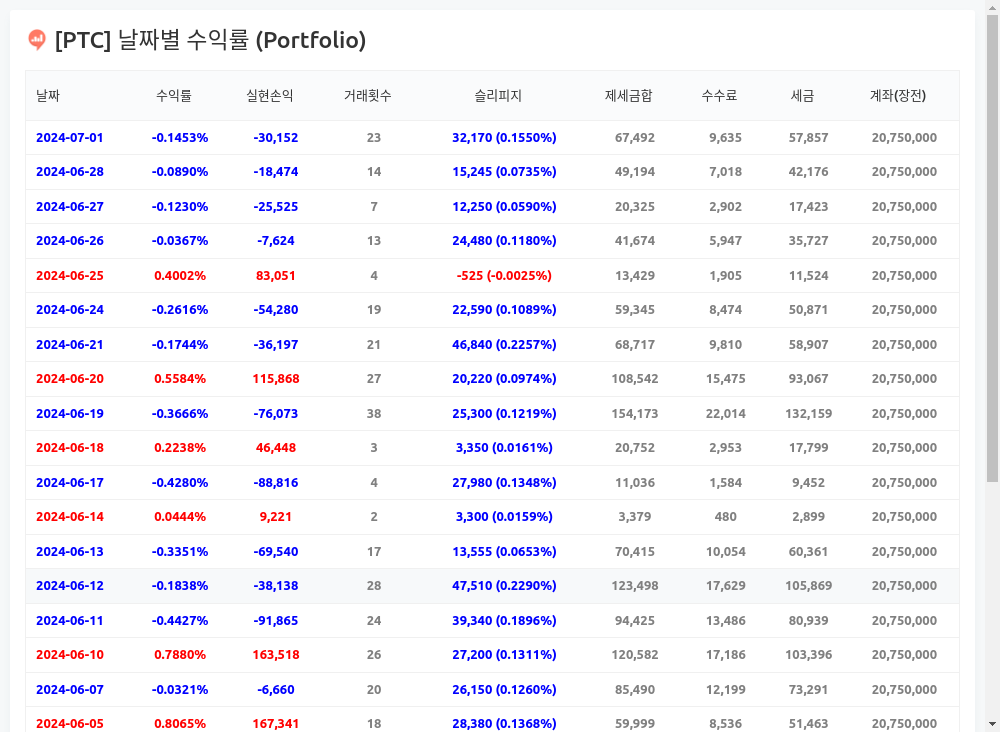 [PTC] 날짜별 수익률 (Portfolio)
날짜 수익률 실현손익 거래횟수 슬리피지 제세금합 수수료 세금 계좌(장전)
2024-07-01 -0.1453% -30,152 23 32,170 (0.1550%) 67,492 9,635 57,857 20,750,000
2024-06-28 -0.0890% -18,474 14 15,245 (0.0735%) 49,194 7,018 42,176 20,750,000
2024-06-27 -0.1230% -25,525 7 12,250 (0.0590%) 20,325 2,902 17,423 20,750,000
2024-06-26 -0.0367% -7,624 13 24,480 (0.1180%) 41,674 5,947 35,727 20,750,000
2024-06-25 0.4002% 83,051 4 -525 (-0.0025%) 13,429 1,905 11,524 20,750,000
2024-06-24 -0.2616% -54,280 19 22,590 (0.1089%) 59,345 8,474 50,871 20,750,000
2024-06-21 -0.1744% -36,197 21 46,840 (0.2257%) 68,717 9,810 58,907 20,750,000
2024-06-20 0.5584% 115,868 27 20,220 (0.0974%) 108,542 15,475 93,067 20,750,000
2024-06-19 -0.3666% -76,073 38 25,300 (0.1219%) 154,173 22,014 132,159 20,750,000
2024-06-18 0.2238% 46,448 3 3,350 (0.0161%) 20,752 2,953 17,799 20,750,000
2024-06-17 -0.4280% -88,816 4 27,980 (0.1348%) 11,036 1,584 9,452 20,750,000
2024-06-14 0.0444% 9,221 2 3,300 (0.0159%) 3,379 480 2,899 20,750,000
2024-06-13 -0.3351% -69,540 17 13,555 (0.0653%) 70,415 10,054 60,361 20,750,000
2024-06-12 -0.1838% -38,138 28 47,510 (0.2290%) 123,498 17,629 105,869 20,750,000
2024-06-11 -0.4427% -91,865 24 39,340 (0.1896%) 94,425 13,486 80,939 20,750,000
2024-06-10 0.7880% 163,518 26 27,200 (0.1311%) 120,582 17,186 103,396 20,750,000
2024-06-07 -0.0321% -6,660 20 26,150 (0.1260%) 85,490 12,199 73,291 20,750,000
2024-06-05 0.8065% 167,341 18 28,380 (0.1368%) 59,999 8,536 51,463 20,750,000